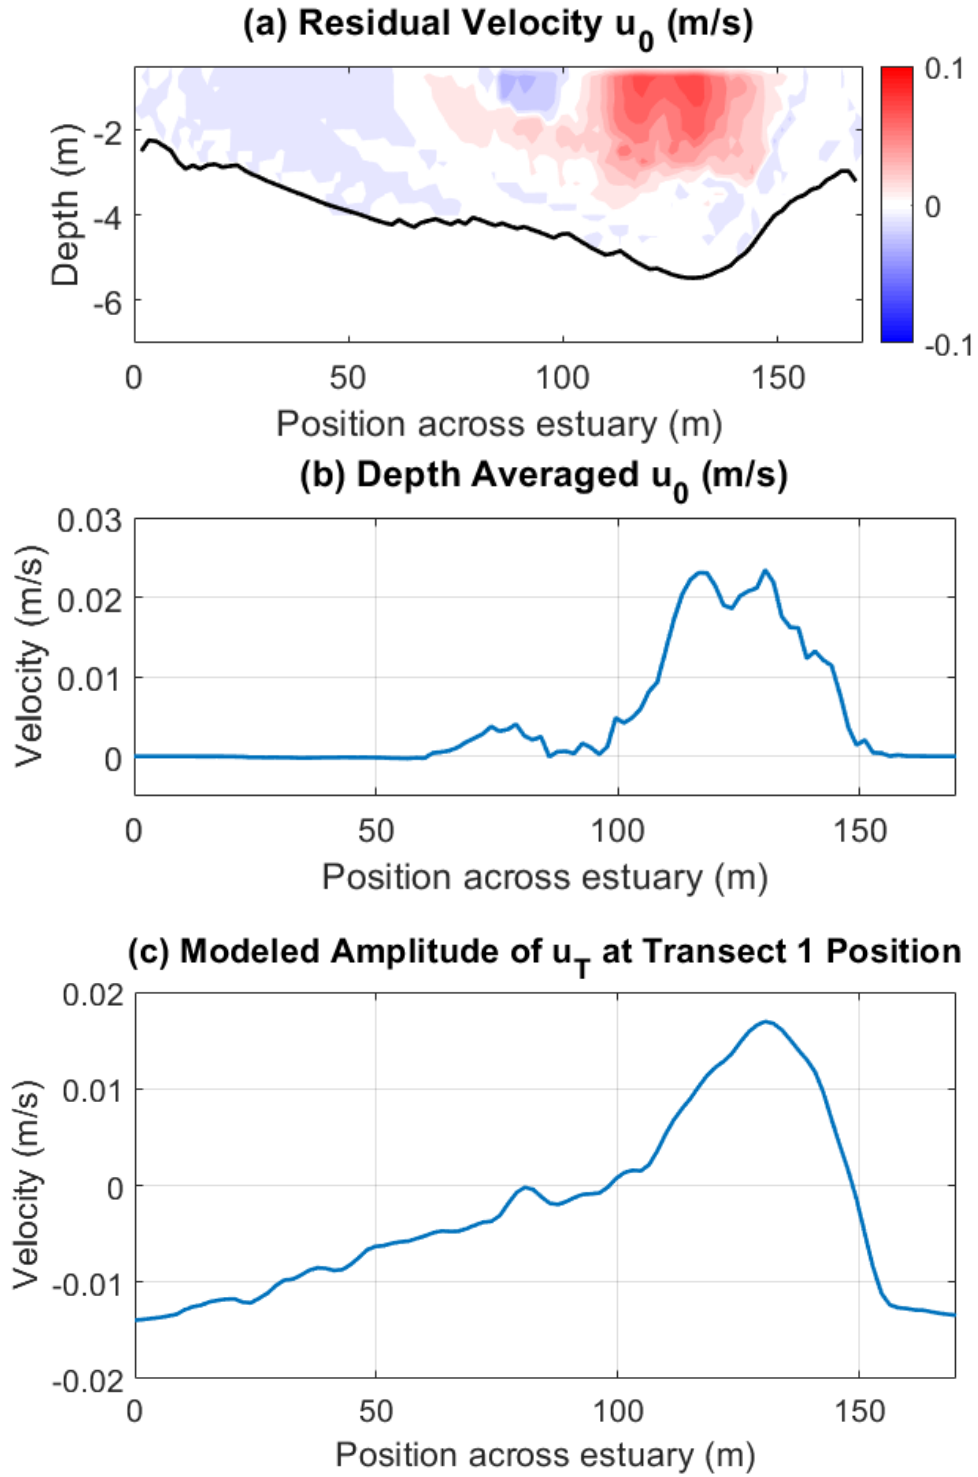 (a) Residual Velocity u0 (m/s)
Depth (m)
-2
-4
-6
0 50 100 150
0.1
0
-0.1
Position across estuary (m)
(b) Depth Averaged u0 (m/s)
Velocity (m/s)
0.03
0.02
0.01
0
0 50 100 150
Position across estuary (m)
(c) Modeled Amplitude of uT at Transect 1 Position
Velocity (m/s)
0.02
0.01
0
-0.01
-0.02
0 50 100 150
Position across estuary (m)